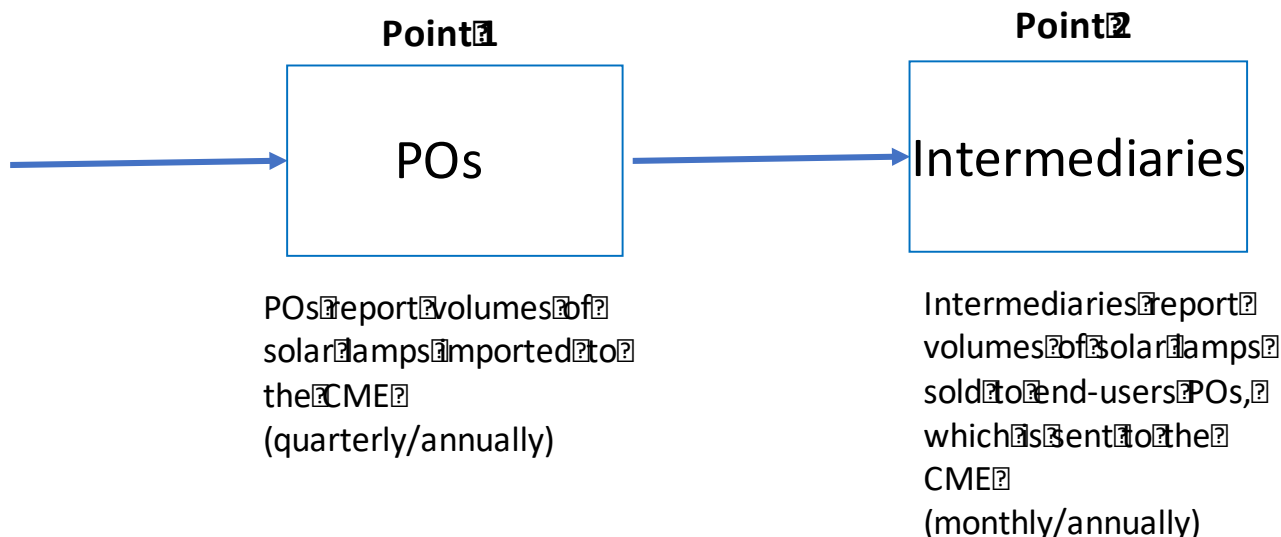 Point 1
Point 2
POs
Intermediaries
POs report volumes of
solar lamps imported to
the CME
(quarterly/annually)
Intermediaries report
volumes of solar lamps
sold to end-users POs,
which is sent to the
CME
(monthly/annually)